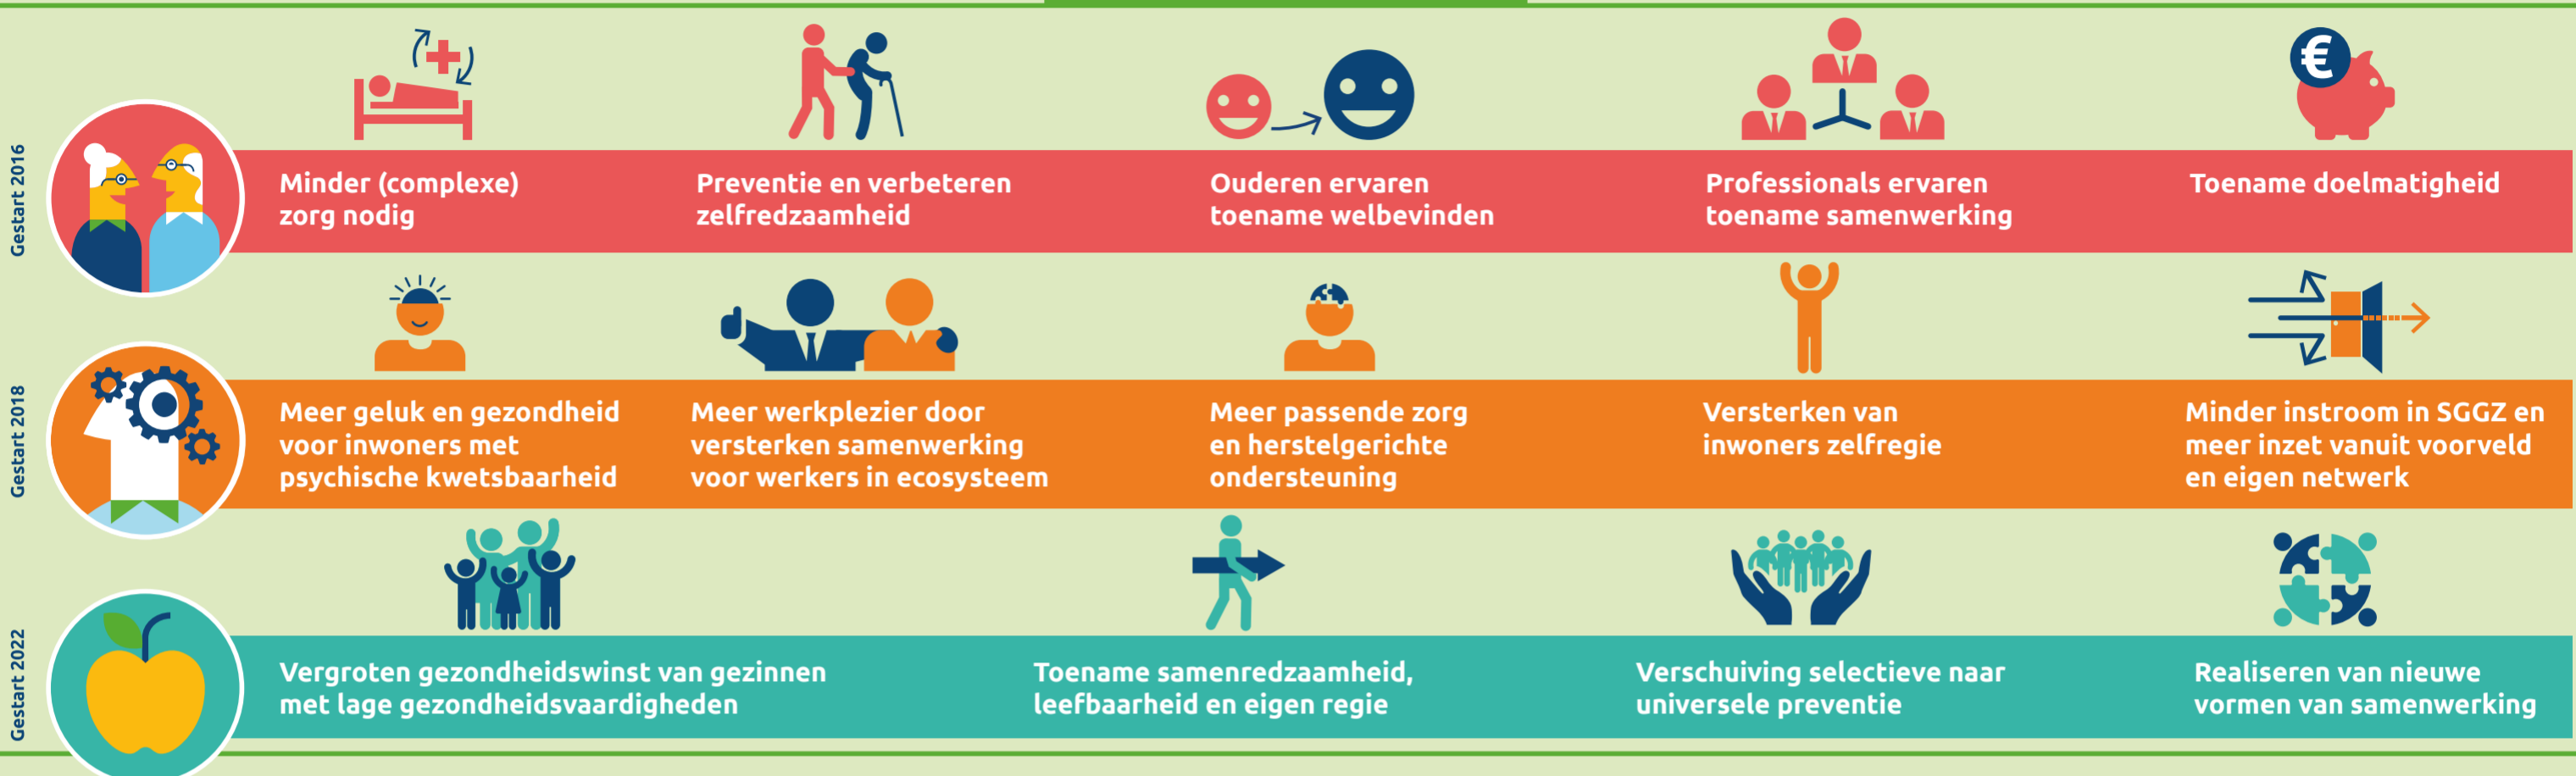 Gestart 2016
Minder (complexe)
zorg nodig
Preventie en verbeteren
zelfredzaamheid
Ouderen ervaren
toename welbevinden
Professionals ervaren
toename samenwerking
€
Toename doelmatigheid
Gestart 2018
Meer geluk en gezondheid
voor inwoners met
psychische kwetsbaarheid
Meer werkplezier door
versterken samenwerking
voor werkers in ecosysteem
Meer passende zorg
en herstelgerichte
ondersteuning
Versterken van
inwoners zelfregie
Minder instroom in SGGZ en
meer inzet vanuit voorveld
en eigen netwerk
Gestart 2022
Vergroten gezondheidswinst van gezinnen
met lage gezondheidsvaardigheden
Toename samenredzaamheid,
leefbaarheid en eigen regie
Verschuiving selectieve naar
universele preventie
Realiseren van nieuwe
vormen van samenwerking